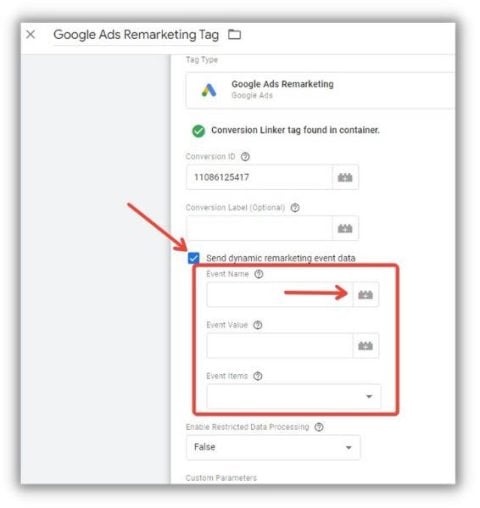 Google Ads Remarketing Tag
Tag Type
Google Ads Remarketing
Google Ads
Conversion Linker tag found in container.
Conversion ID
11086125417
Conversion Label (Optional)
Send dynamic remarketing event data
Event Name
Event Value
Event Items
Enable Restricted Data Processing
False
Custom Parameters